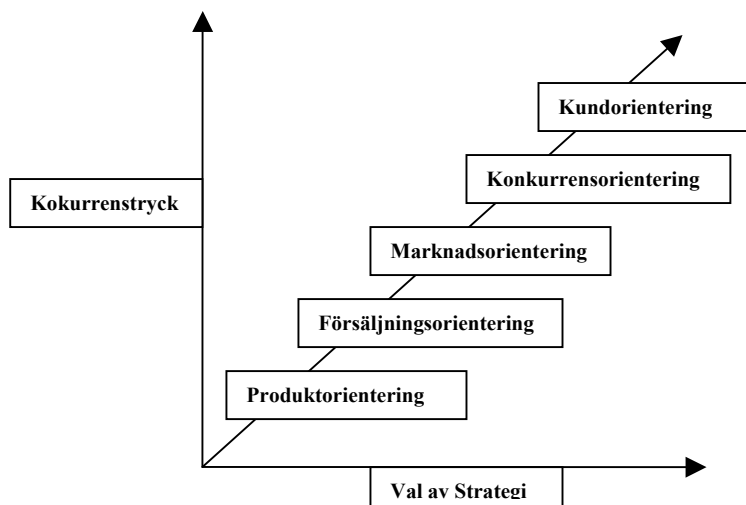 Kundorientering
Konkurrensorientering
Kokurrenstryck
Marknadsorientering
Försäljningsorientering
Produktorientering
Val av Strategi